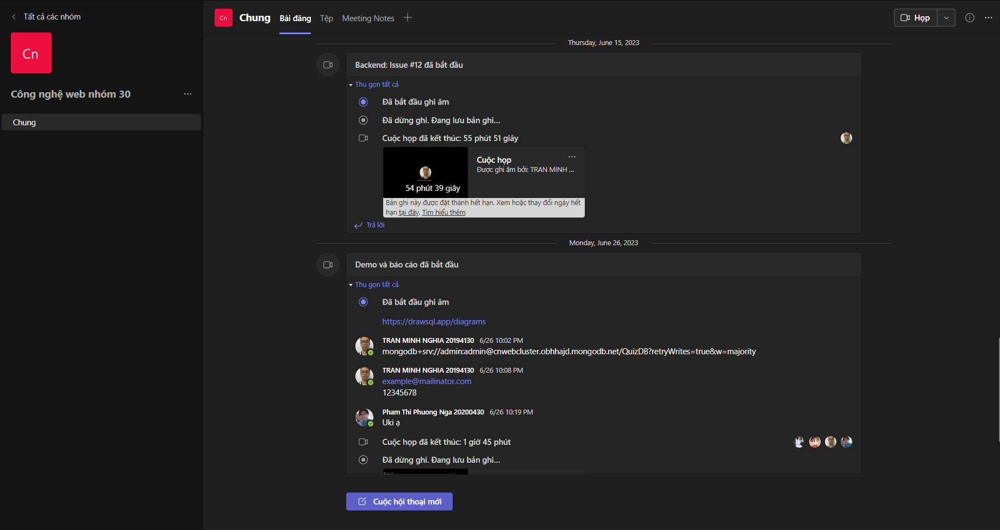 Tất cả các nhóm
Cn
Công nghệ web nhóm 30
Chung
Cn
Chung
Bài đăng
Tệp
Meeting Notes
Họp
Thursday, June 15, 2023
Backend: Issue #12 đã bắt đầu
Thu gọn tất cả
Đã bắt đầu ghi âm
Đã dừng ghi. Đang lưu bản ghi...
Cuộc họp đã kết thúc: 55 phút 51 giây
54 phút 39 giây
Cuộc họp
Được ghi âm bởi: TRAN MINH ...
Bản ghi này được đặt thành hết hạn. Xem hoặc thay đổi ngày hết
hạn tại đây. Tìm hiểu thêm
Trả lời
Monday, June 26, 2023
Demo và báo cáo đã bắt đầu
Thu gọn tất cả
Đã bắt đầu ghi âm
https://drawsql.app/diagrams
TRAN MINH NGHIA 20194130 6/26 10:02 PM
mongodb+srv://admin:admin@cnwebcluster.obhhajd.mongodb.net/QuizDB?retryWrites=true&w=majority
TRAN MINH NGHIA 20194130 6/26 10:08 PM
example@mailinator.com
12345678
Pham Thi Phuong Nga 20200430 6/26 10:19 PM
Uki ạ
Cuộc họp đã kết thúc: 1 giờ 45 phút
Đã dừng ghi. Đang lưu bản ghi...
Cuộc hội thoại mới